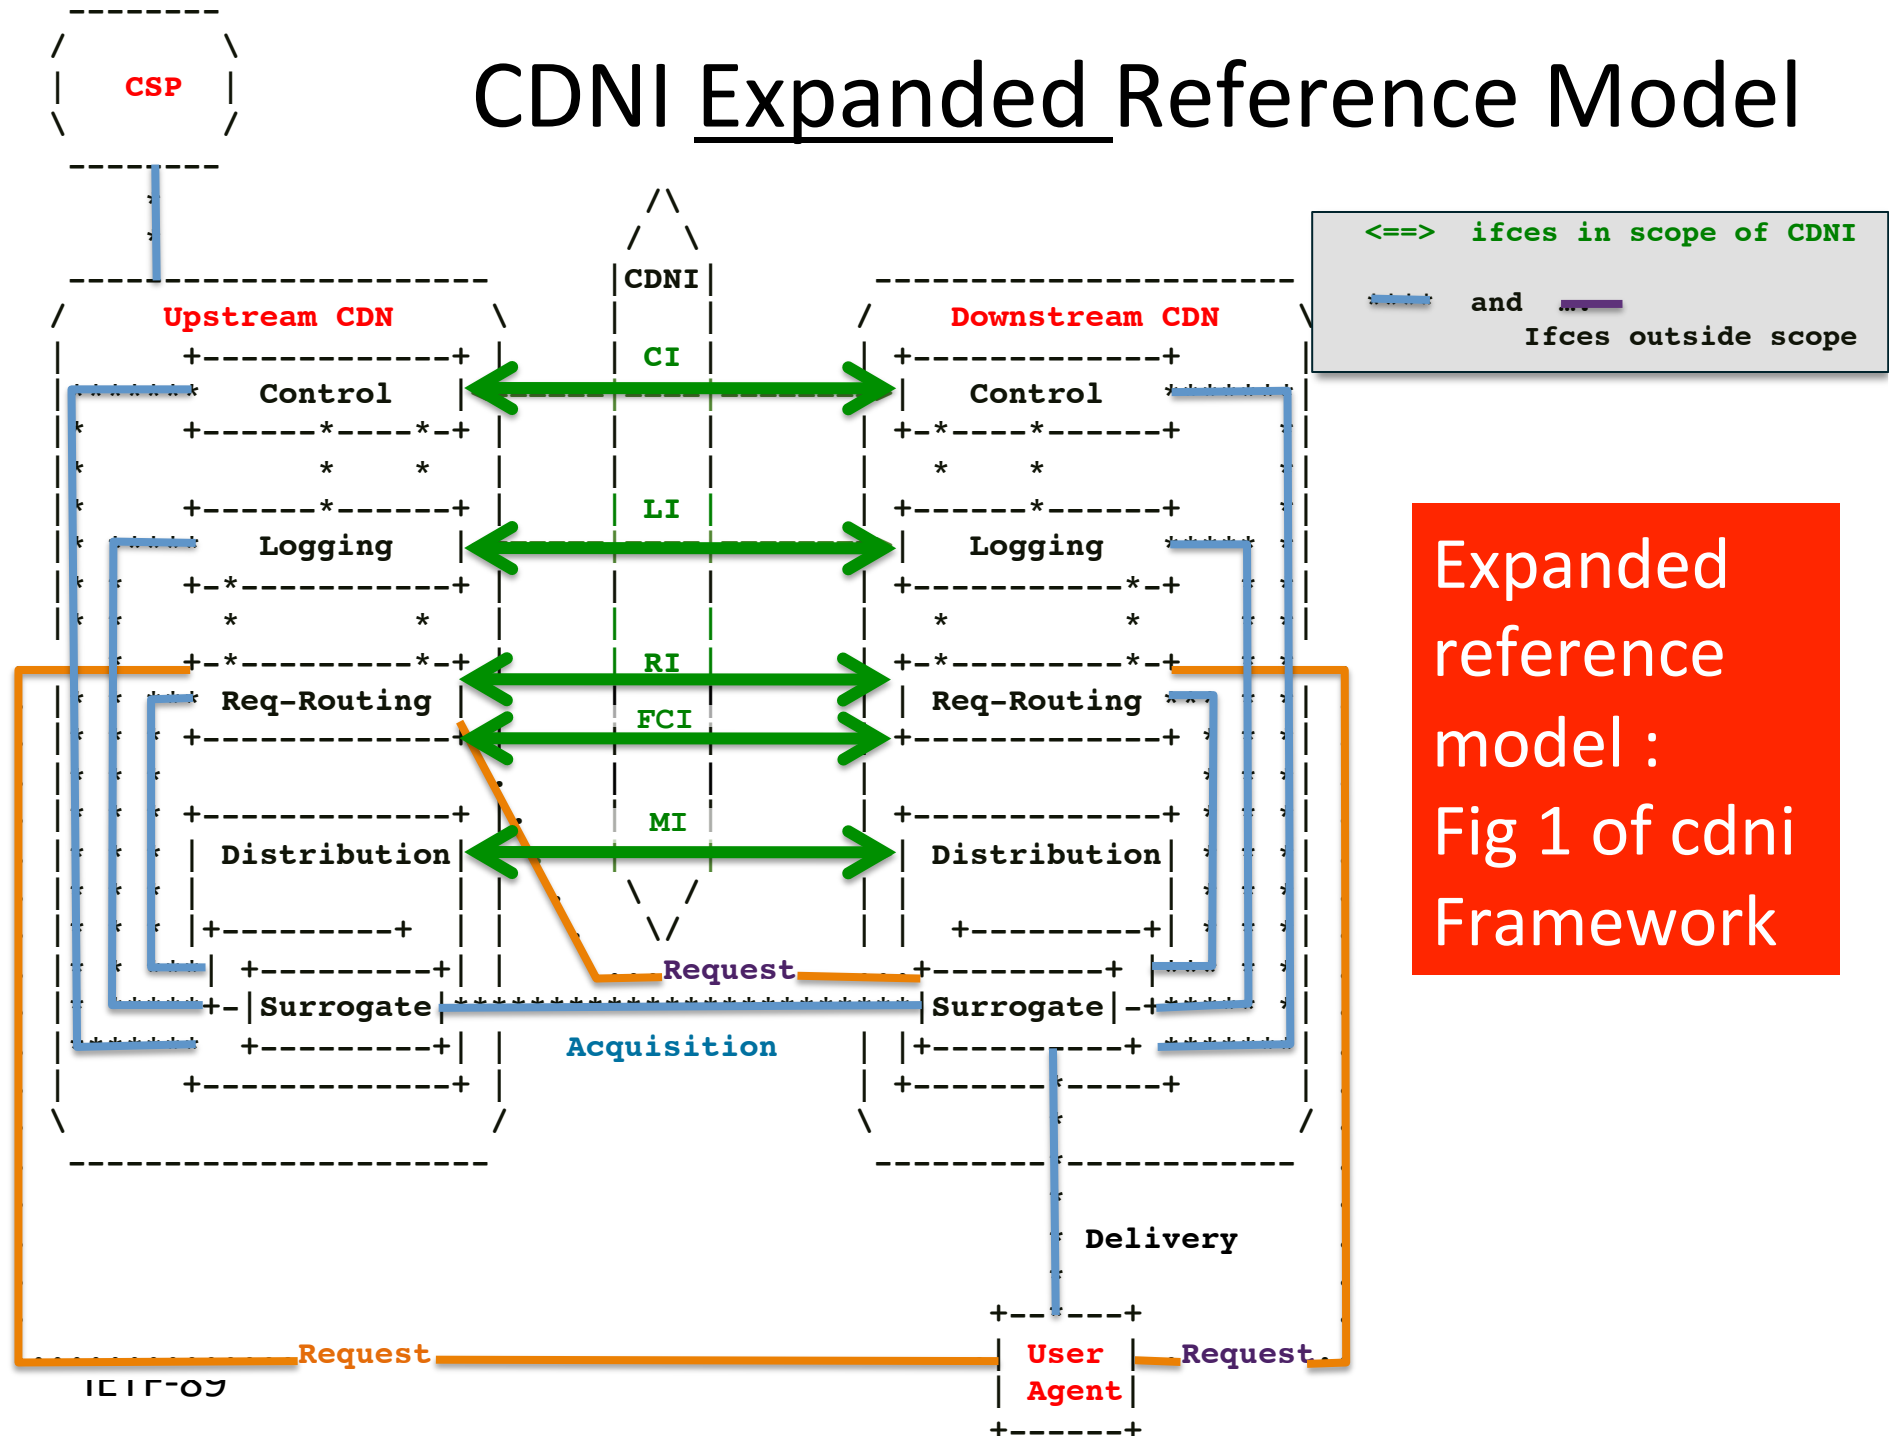 CDNI Expanded Reference Model
CSP
<==> ifces in scope of CDNI
**** and ....
Ifces outside scope
CDNI
Upstream CDN
Downstream CDN
CI
Control
Control
LI
Logging
Logging
RI
Req-Routing
Req-Routing
FCI
MI
Distribution
Distribution
Request
Surrogate
Surrogate
Acquisition
Expanded
reference
model :
Fig 1 of cdni
Framework
Delivery
Request
User
Agent
Request
IETF-89